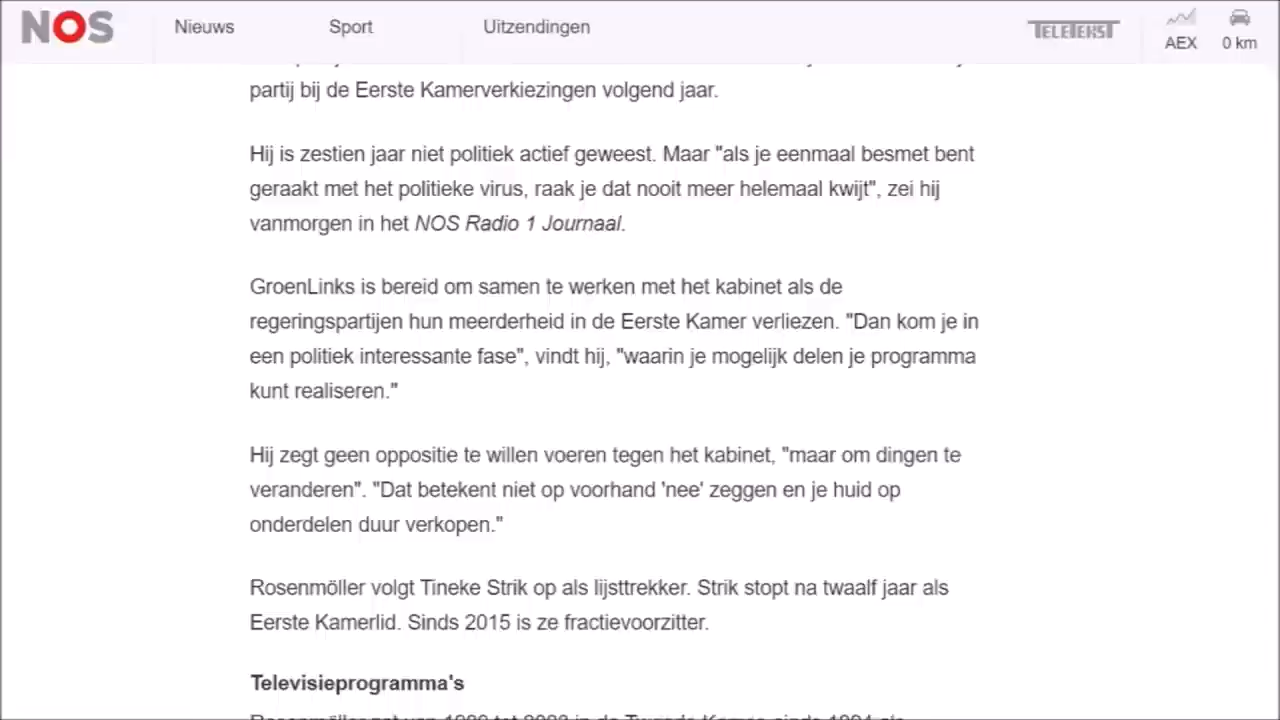 NOS
Nieuws
Sport
Uitzendingen
TELETEKST
AEX
0 km
partij bij de Eerste Kamerverkiezingen volgend jaar.
Hij is zestien jaar niet politiek actief geweest. Maar "als je eenmaal besmet bent
geraakt met het politieke virus, raak je dat nooit meer helemaal kwijt", zei hij
vanmorgen in het NOS Radio 1 Journaal.
GroenLinks is bereid om samen te werken met het kabinet als de
regeringspartijen hun meerderheid in de Eerste Kamer verliezen. "Dan kom je in
een politiek interessante fase", vindt hij, "waarin je mogelijk delen je programma
kunt realiseren."
Hij zegt geen oppositie te willen voeren tegen het kabinet, "maar om dingen te
veranderen". "Dat betekent niet op voorhand 'nee' zeggen en je huid op
onderdelen duur verkopen."
Rosenmöller volgt Tineke Strik op als lijsttrekker. Strik stopt na twaalf jaar als
Eerste Kamerlid. Sinds 2015 is ze fractievoorzitter.
Televisieprogramma's